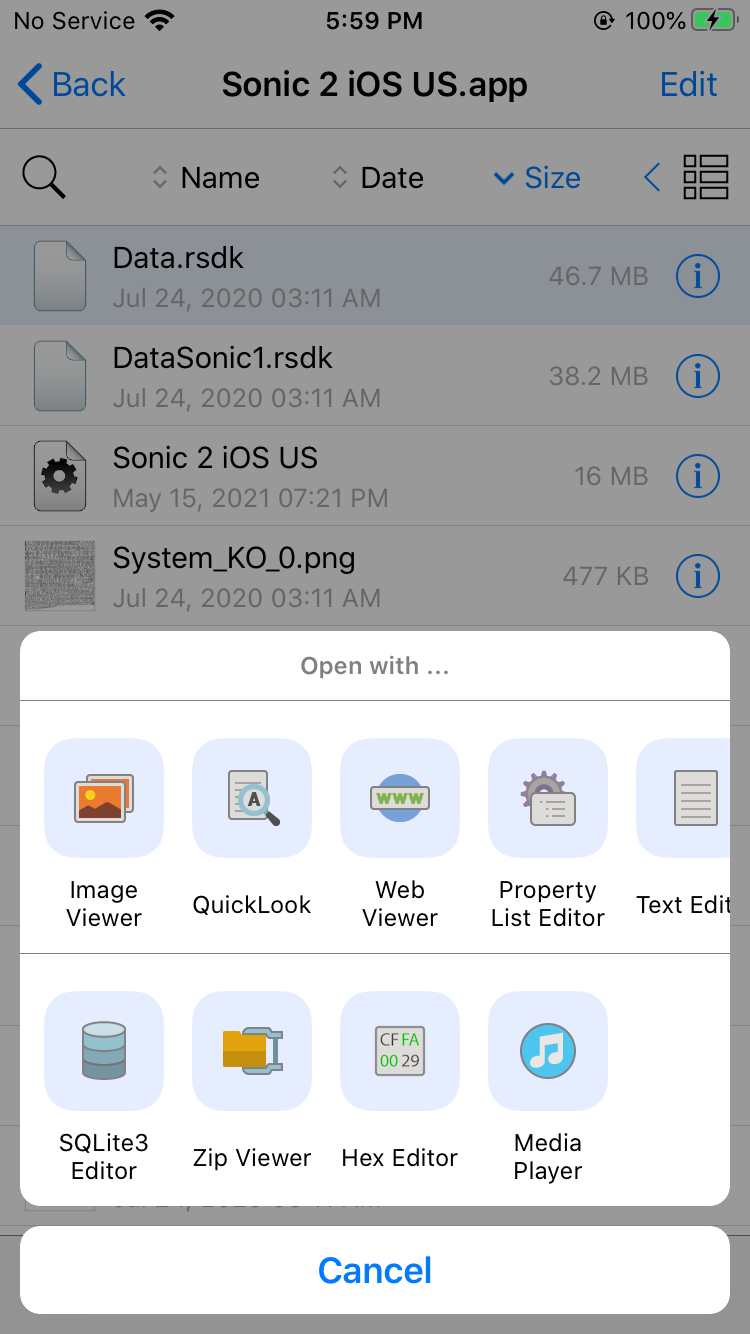 No Service 5:59 PM 100%
Back Sonic 2 iOS US.app Edit
Name Date Size
Data.rsdk
Jul 24, 2020 03:11 AM 46.7 MB
DataSonic1.rsdk
Jul 24, 2020 03:11 AM 38.2 MB
Sonic 2 iOS US
May 15, 2021 07:21 PM 16 MB
System_KO_0.png
Jul 24, 2020 03:11 AM 477 KB
Open with ...
A
WWW
Image
Viewer
QuickLook
Web
Viewer
Property
List Editor
Text Edit
CF FA
00 29
SQLite3
Editor
Zip Viewer
Hex Editor
Media
Player
Cancel